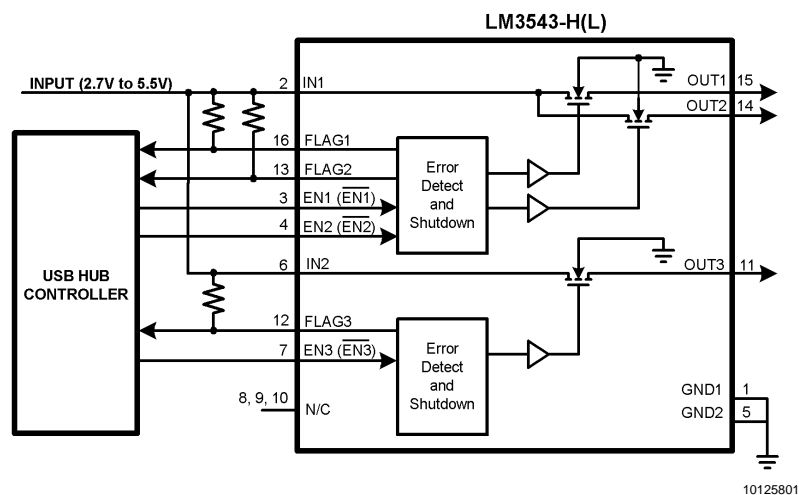 LM3543-H(L)
INPUT (2.7V to 5.5V)
2 IN1
OUT1 15
OUT2 14
16 FLAG1
13 FLAG2
3 EN1 (EN1)
4 EN2 (EN2)
Error
Detect
and
Shutdown
6 IN2
OUT3 11
USB HUB
CONTROLLER
12 FLAG3
7 EN3 (EN3)
Error
Detect
and
Shutdown
8, 9, 10 N/C
GND1 1
GND2 5
10125801